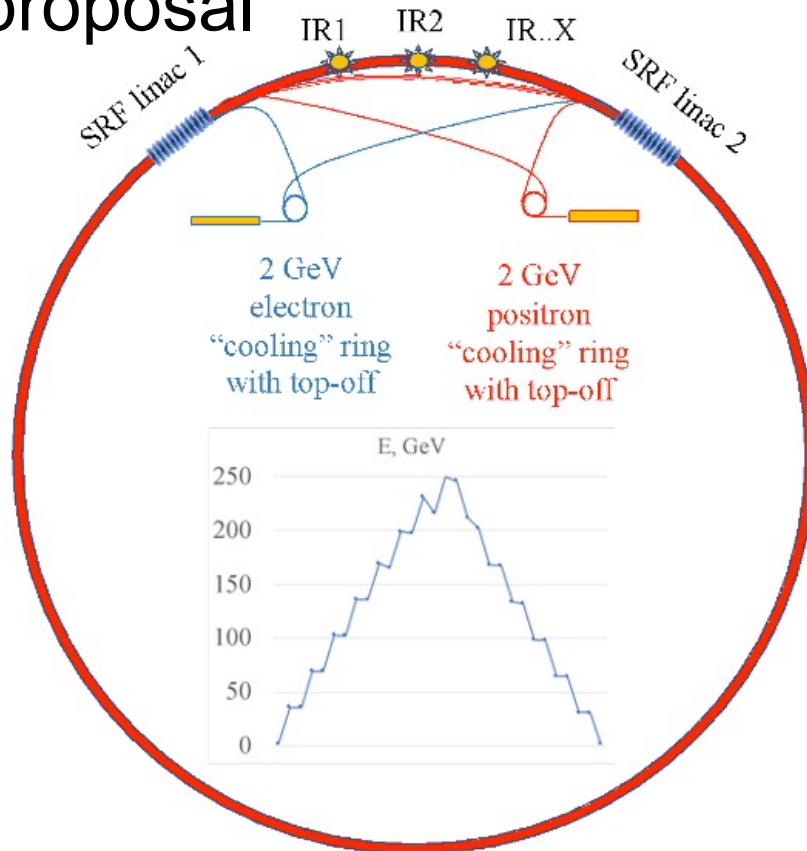 proposal
IR1
IR2
IR..X
SRF linac 1
SRF linac 2
2 GeV
electron
“cooling” ring
with top-off
2 GeV
positron
“cooling” ring
with top-off
E, GeV
250
200
150
100
50
0